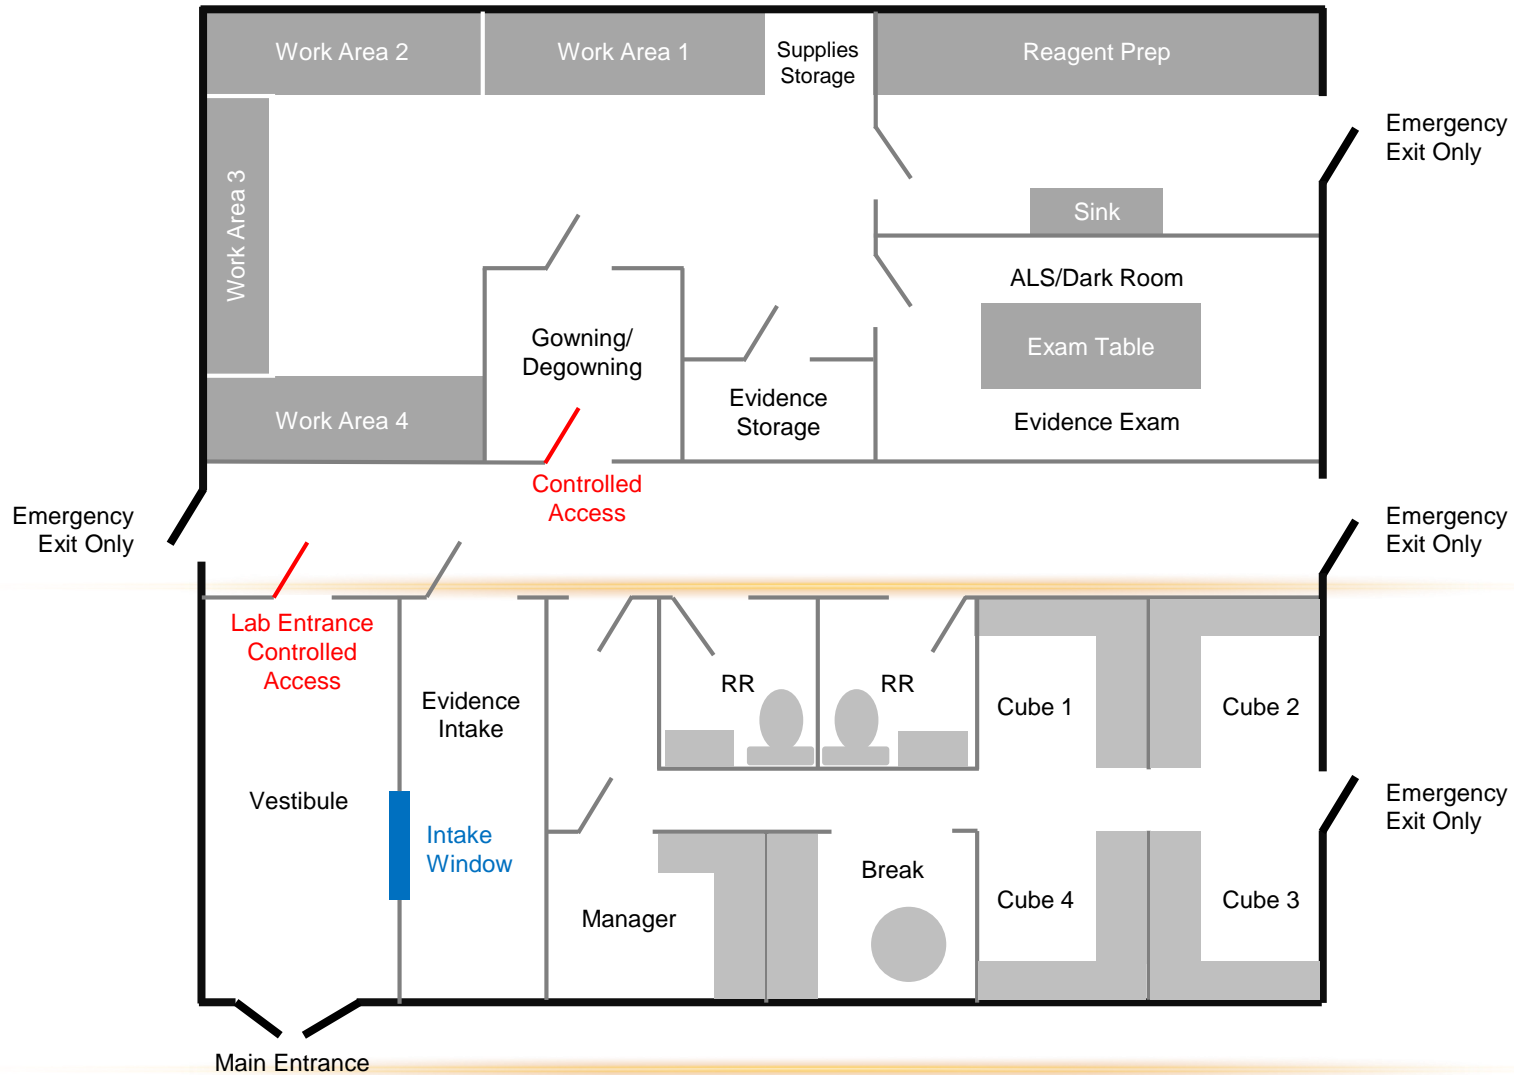 Work Area 2
Work Area 1
Supplies
Storage
Reagent Prep
Emergency
Exit Only
Work Area 3
Sink
ALS/Dark Room
Gowning/
Degowning
Exam Table
Evidence
Storage
Work Area 4
Evidence Exam
Controlled
Access
Emergency
Exit Only
Emergency
Exit Only
Lab Entrance
Controlled
Access
Evidence
Intake
RR
RR
Cube 1
Cube 2
Vestibule
Intake
Window
Emergency
Exit Only
Manager
Break
Cube 4
Cube 3
Main Entrance